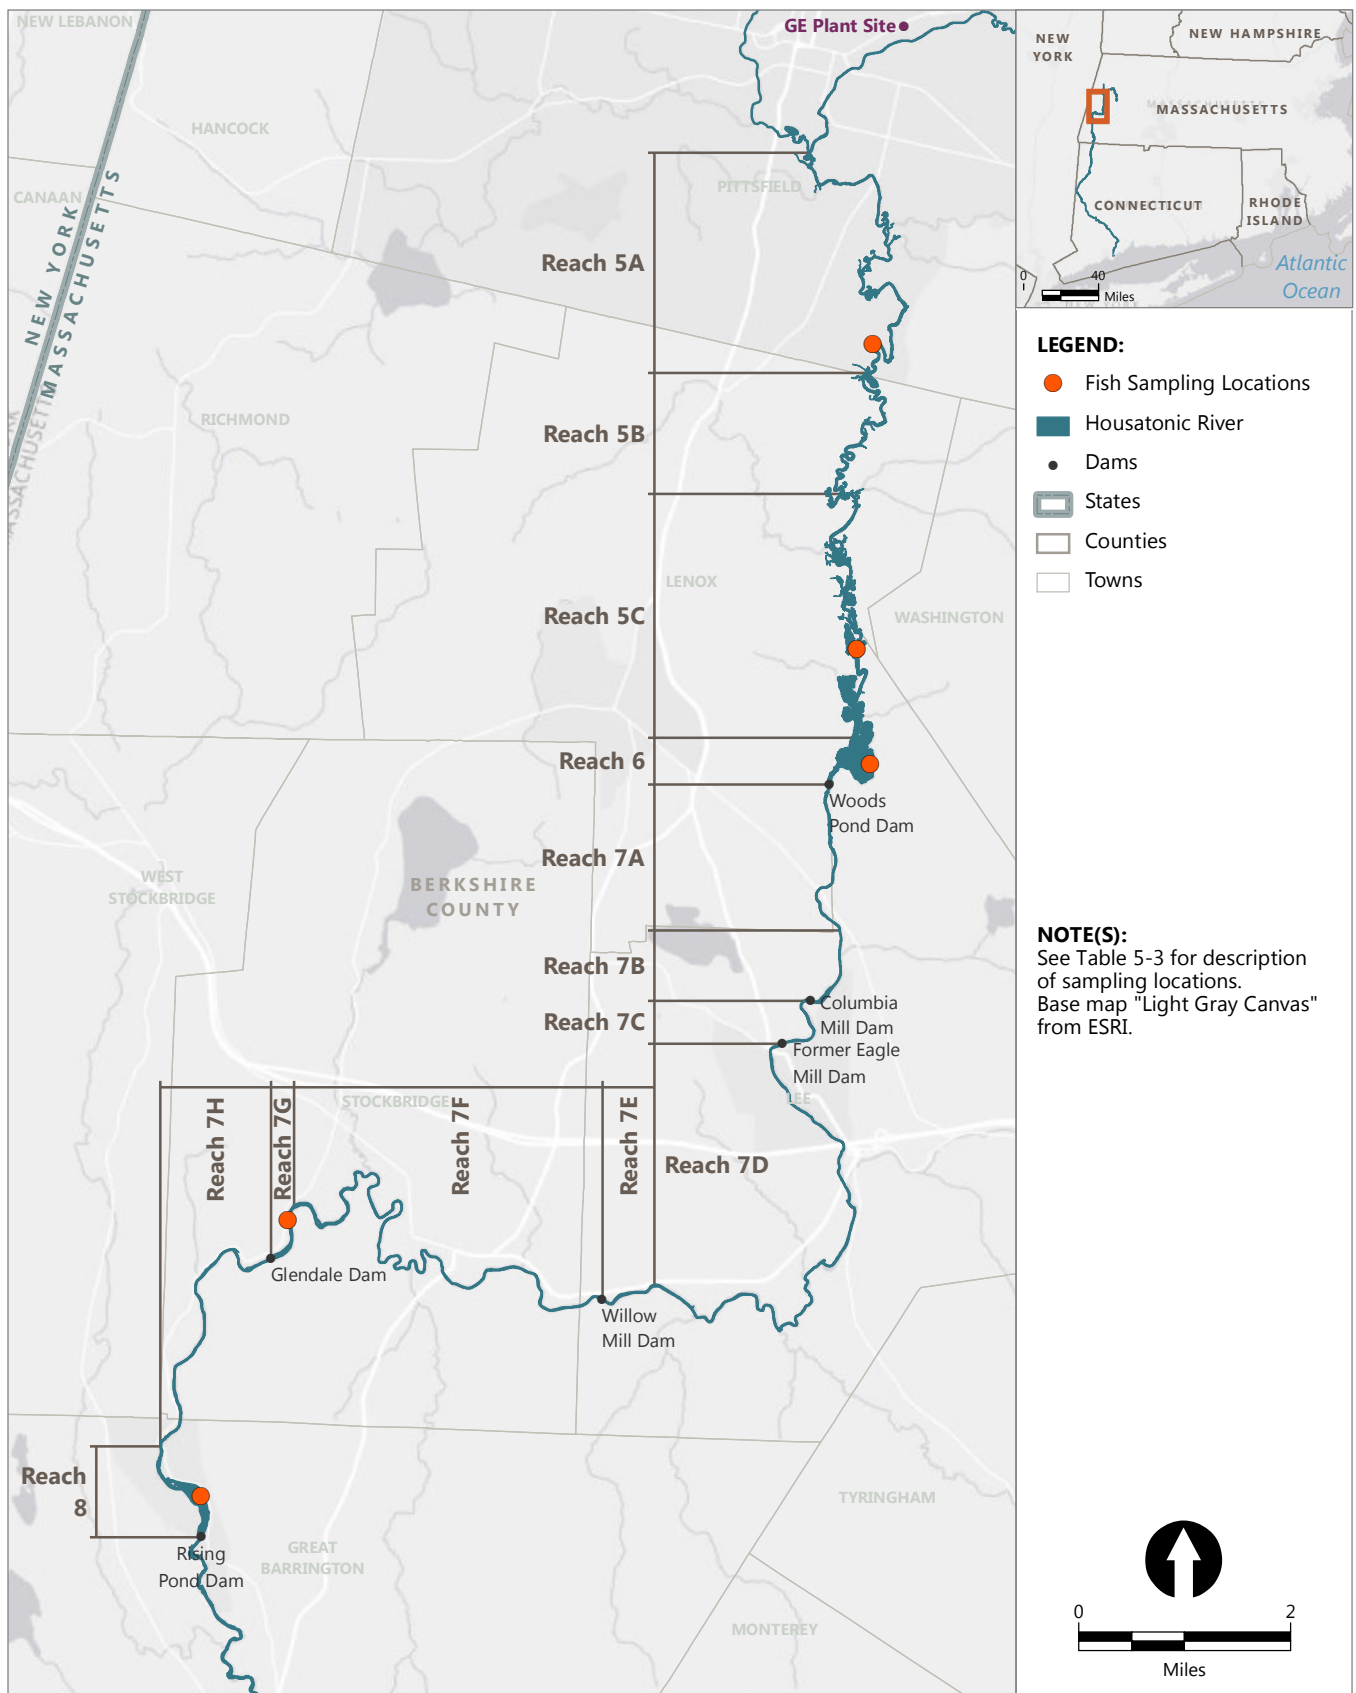 NEW LEBANON
GE Plant Site
HANCOCK
PITTSFIELD
CANAAN
NEW YORK
MASSACHUSETTS
MASSACHUSETT
Reach 5A
Reach 5B
RICHMOND
Reach 5C
LENOX
WASHINGTON
Reach 6
Woods
Pond Dam
Reach 7A
BERKSHIRE
COUNTY
WEST
STOCKBRIDGE
Reach 7B
Columbia
Mill Dam
Reach 7C
Former Eagle
Mill Dam
LEE
STOCKBRIDGE
Reach 7H
Reach 7G
Reach 7F
Reach 7E
Reach 7D
Glendale Dam
Willow
Mill Dam
Reach
8
Rising
Pond Dam
GREAT
BARRINGTON
TYRINGHAM
MONTEREY
NEW
YORK
NEW HAMPSHIRE
MASSACHUSETTS
CONNECTICUT
RHODE
ISLAND
Atlantic
Ocean
0 40
Miles
LEGEND:
Fish Sampling Locations
Housatonic River
Dams
States
Counties
Towns
NOTE(S):
See Table 5-3 for description
of sampling locations.
Base map "Light Gray Canvas"
from ESRI.
0 2
Miles